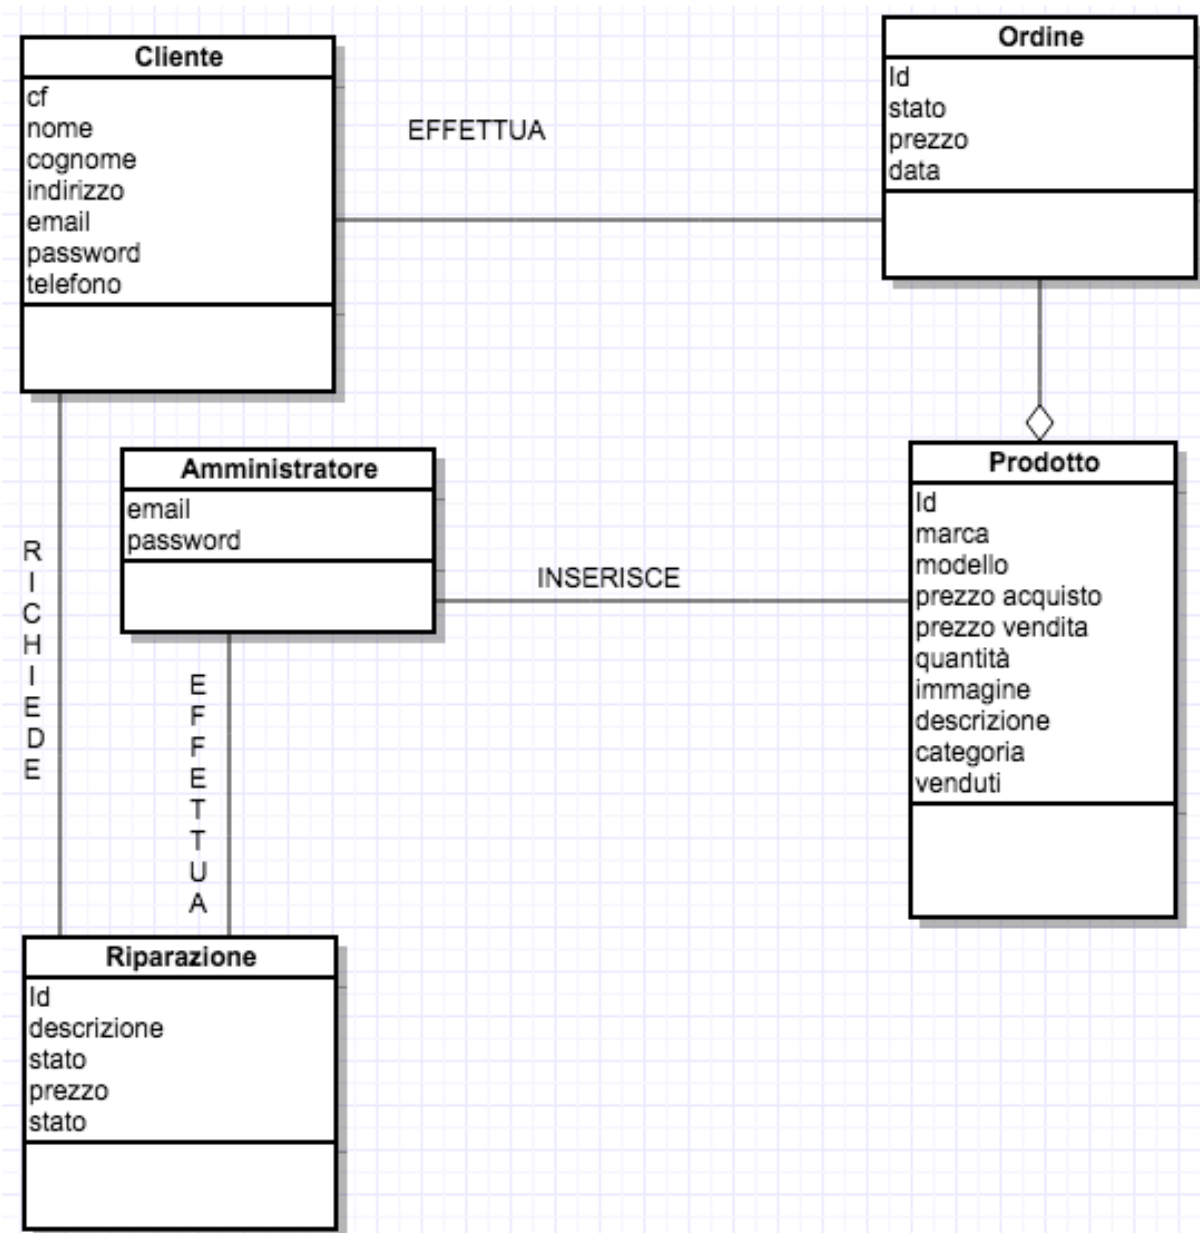 Cliente
cf
nome
cognome
indirizzo
email
password
telefono
EFFETTUA
Ordine
Id
stato
prezzo
data
Amministratore
email
password
RICHIEDE
EFFETTUA
INSERISCE
Prodotto
Id
marca
modello
prezzo acquisto
prezzo vendita
quantità
immagine
descrizione
categoria
venduti
Riparazione
Id
descrizione
stato
prezzo
stato